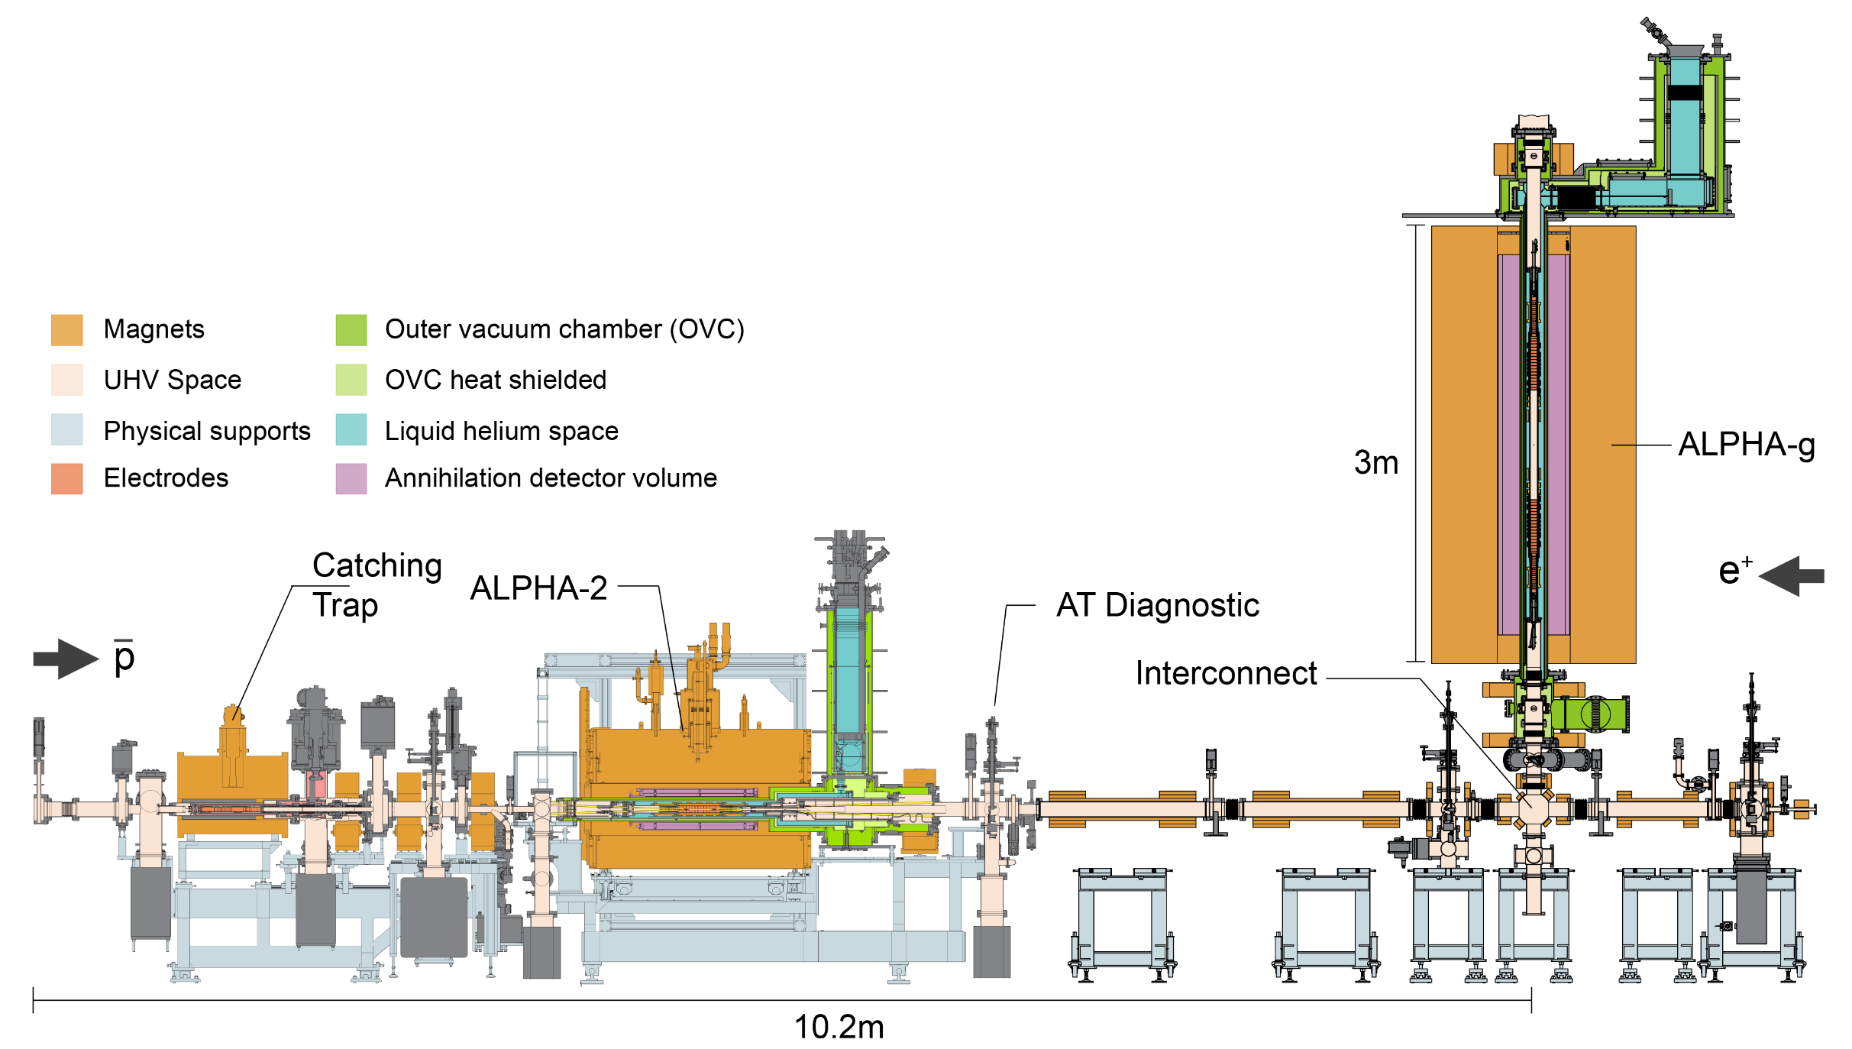 Magnets
UHV Space
Physical supports
Electrodes
Outer vacuum chamber (OVC)
OVC heat shielded
Liquid helium space
Annihilation detector volume
Catching
Trap
ALPHA-2
AT Diagnostic
Interconnect
3m
ALPHA-g
e⁺
p̅
10.2m